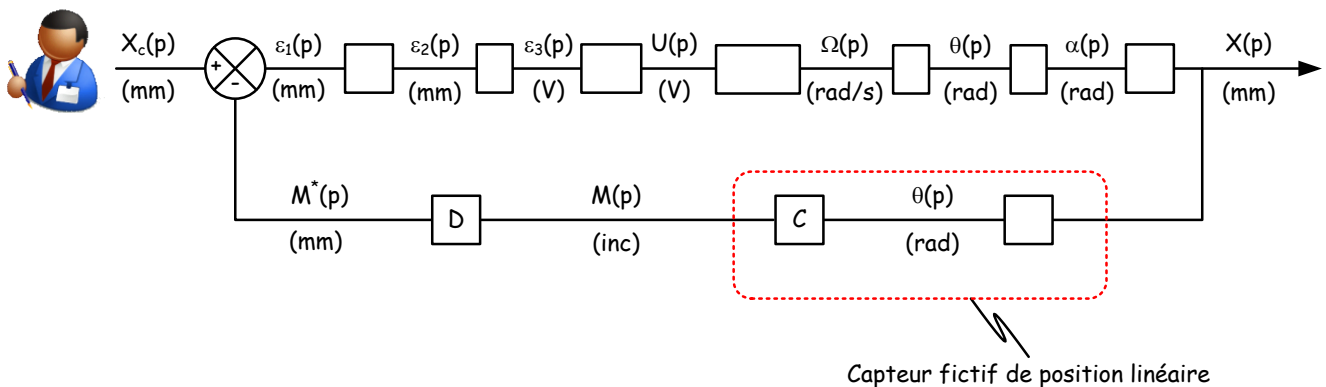 Xc(p) ε1(p) ε2(p) ε3(p) U(p) Ω(p) θ(p) α(p) X(p)
+
-
(mm) (mm) (mm) (V) (V) (rad/s) (rad) (rad) (mm)
M*(p) D M(p) C θ(p)
(mm) (inc) (rad)
Capteur fictif de position linéaire